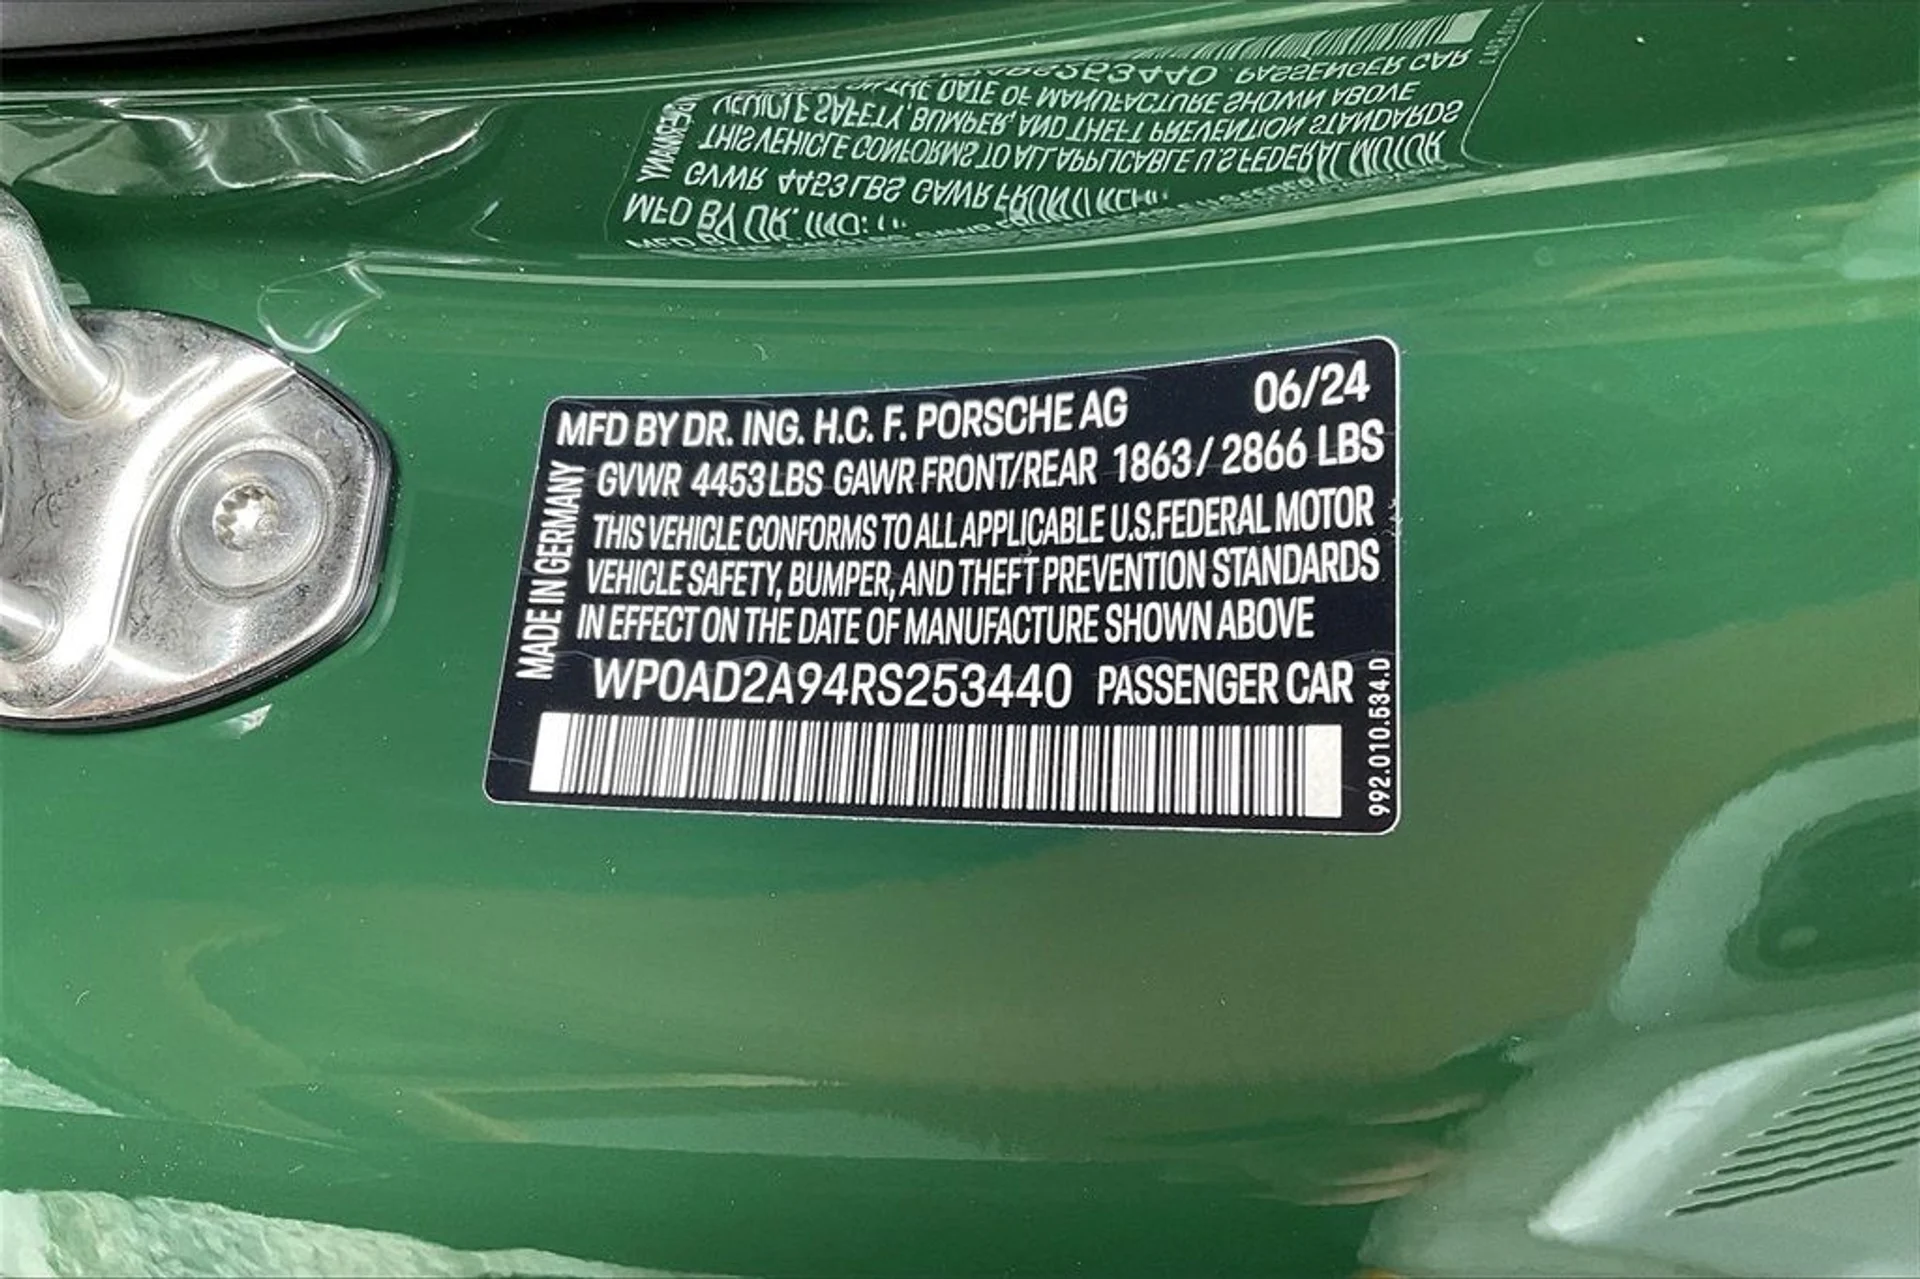 MFD BY DR. ING. H.C. F. PORSCHE AG 06/24
GVWR 4453 LBS GAWR FRONT/REAR 1863 / 2866 LBS
THIS VEHICLE CONFORMS TO ALL APPLICABLE U.S.FEDERAL MOTOR
VEHICLE SAFETY, BUMPER, AND THEFT PREVENTION STANDARDS
IN EFFECT ON THE DATE OF MANUFACTURE SHOWN ABOVE
WP0AD2A94RS253440 PASSENGER CAR
MADE IN GERMANY
992.010.534.D